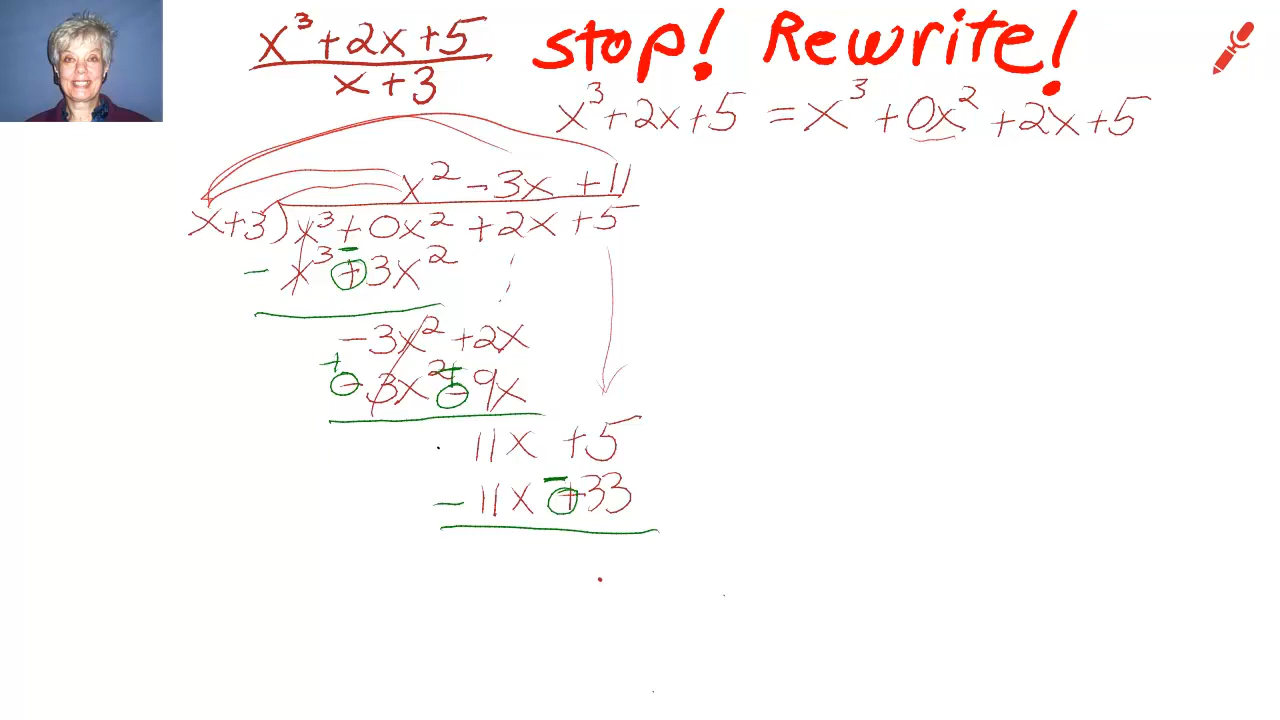 x³ + 2x + 5 stop! Rewrite!
x + 3
x³ + 2x + 5 = x³ + 0x² + 2x + 5
x² - 3x + 11
x + 3 ) x³ + 0x² + 2x + 5
- x³ + - 3x²
- 3x² + 2x
+ - 3x² + - 9x
11x + 5
- 11x - + 33